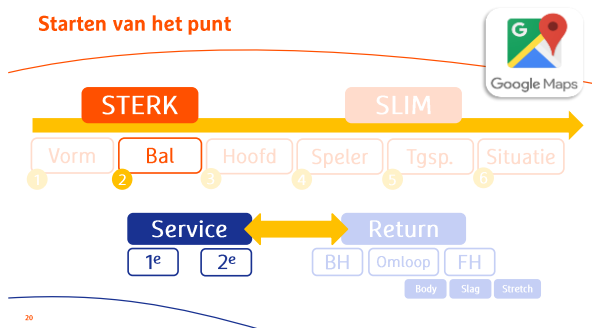 Starten van het punt
Google Maps
STERK SLIM
Vorm Bal Hoofd Speler Tgsp. Situatie
1 2 3 4 5 6
Service Return
1e 2e BH Omloop FH
Body Slag Stretch
20